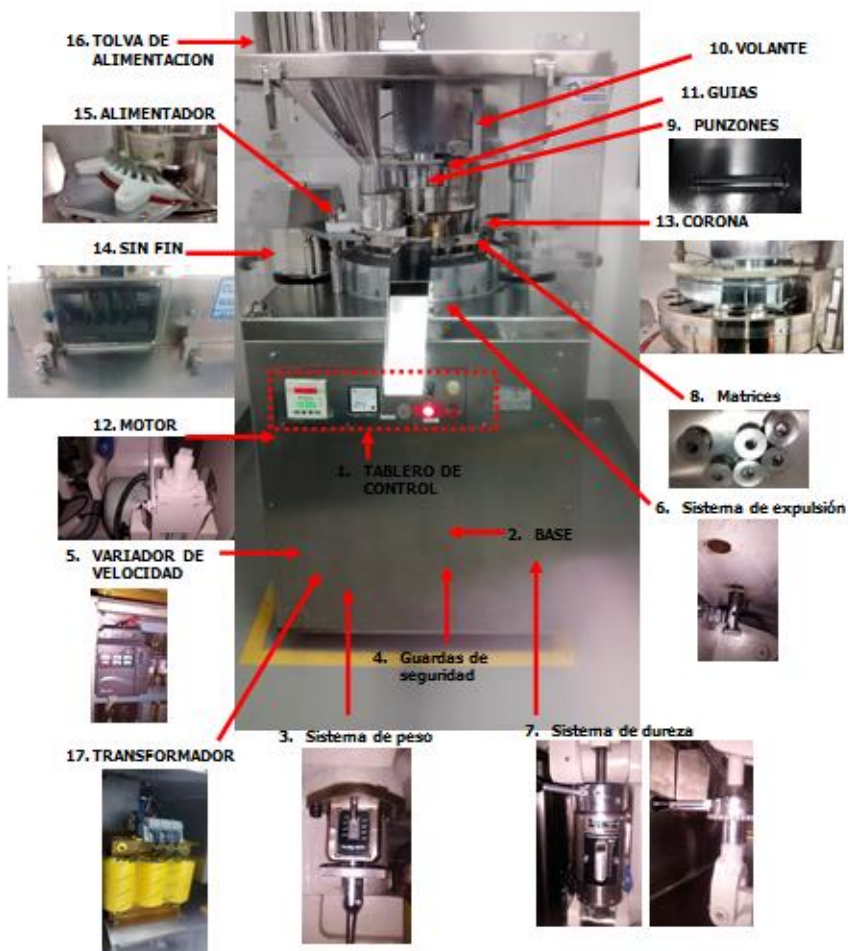 16. TOLVA DE
ALIMENTACION
10. VOLANTE
11. GUIAS
15. ALIMENTADOR
9. PUNZONES
13. CORONA
14. SIN FIN
8. Matrices
12. MOTOR
1. TABLERO DE
CONTROL
6. Sistema de expulsión
2. BASE
5. VARIADOR DE
VELOCIDAD
4. Guardas de
seguridad
3. Sistema de peso
7. Sistema de dureza
17. TRANSFORMADOR